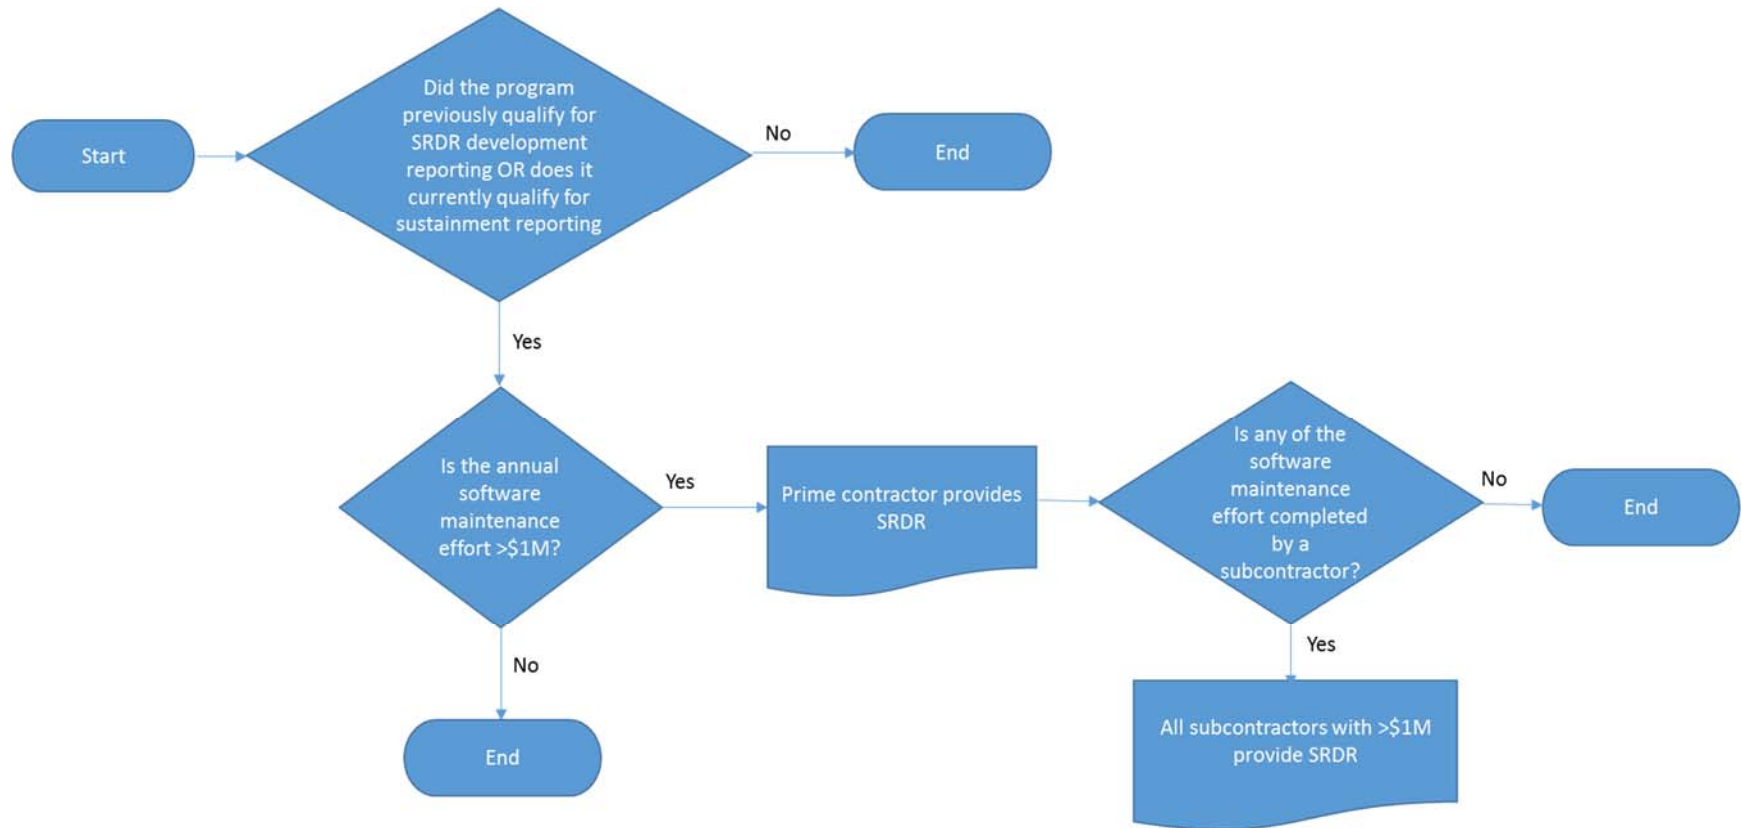 Start
Did the program
previously qualify for
SRDR development
reporting OR does it
currently qualify for
sustainment reporting
No
End
Yes
Is the annual
software
maintenance
effort >$1M?
Yes
Prime contractor provides
SRDR
Is any of the
software
maintenance
effort completed
by a
subcontractor?
No
End
No
End
Yes
All subcontractors with >$1M
provide SRDR